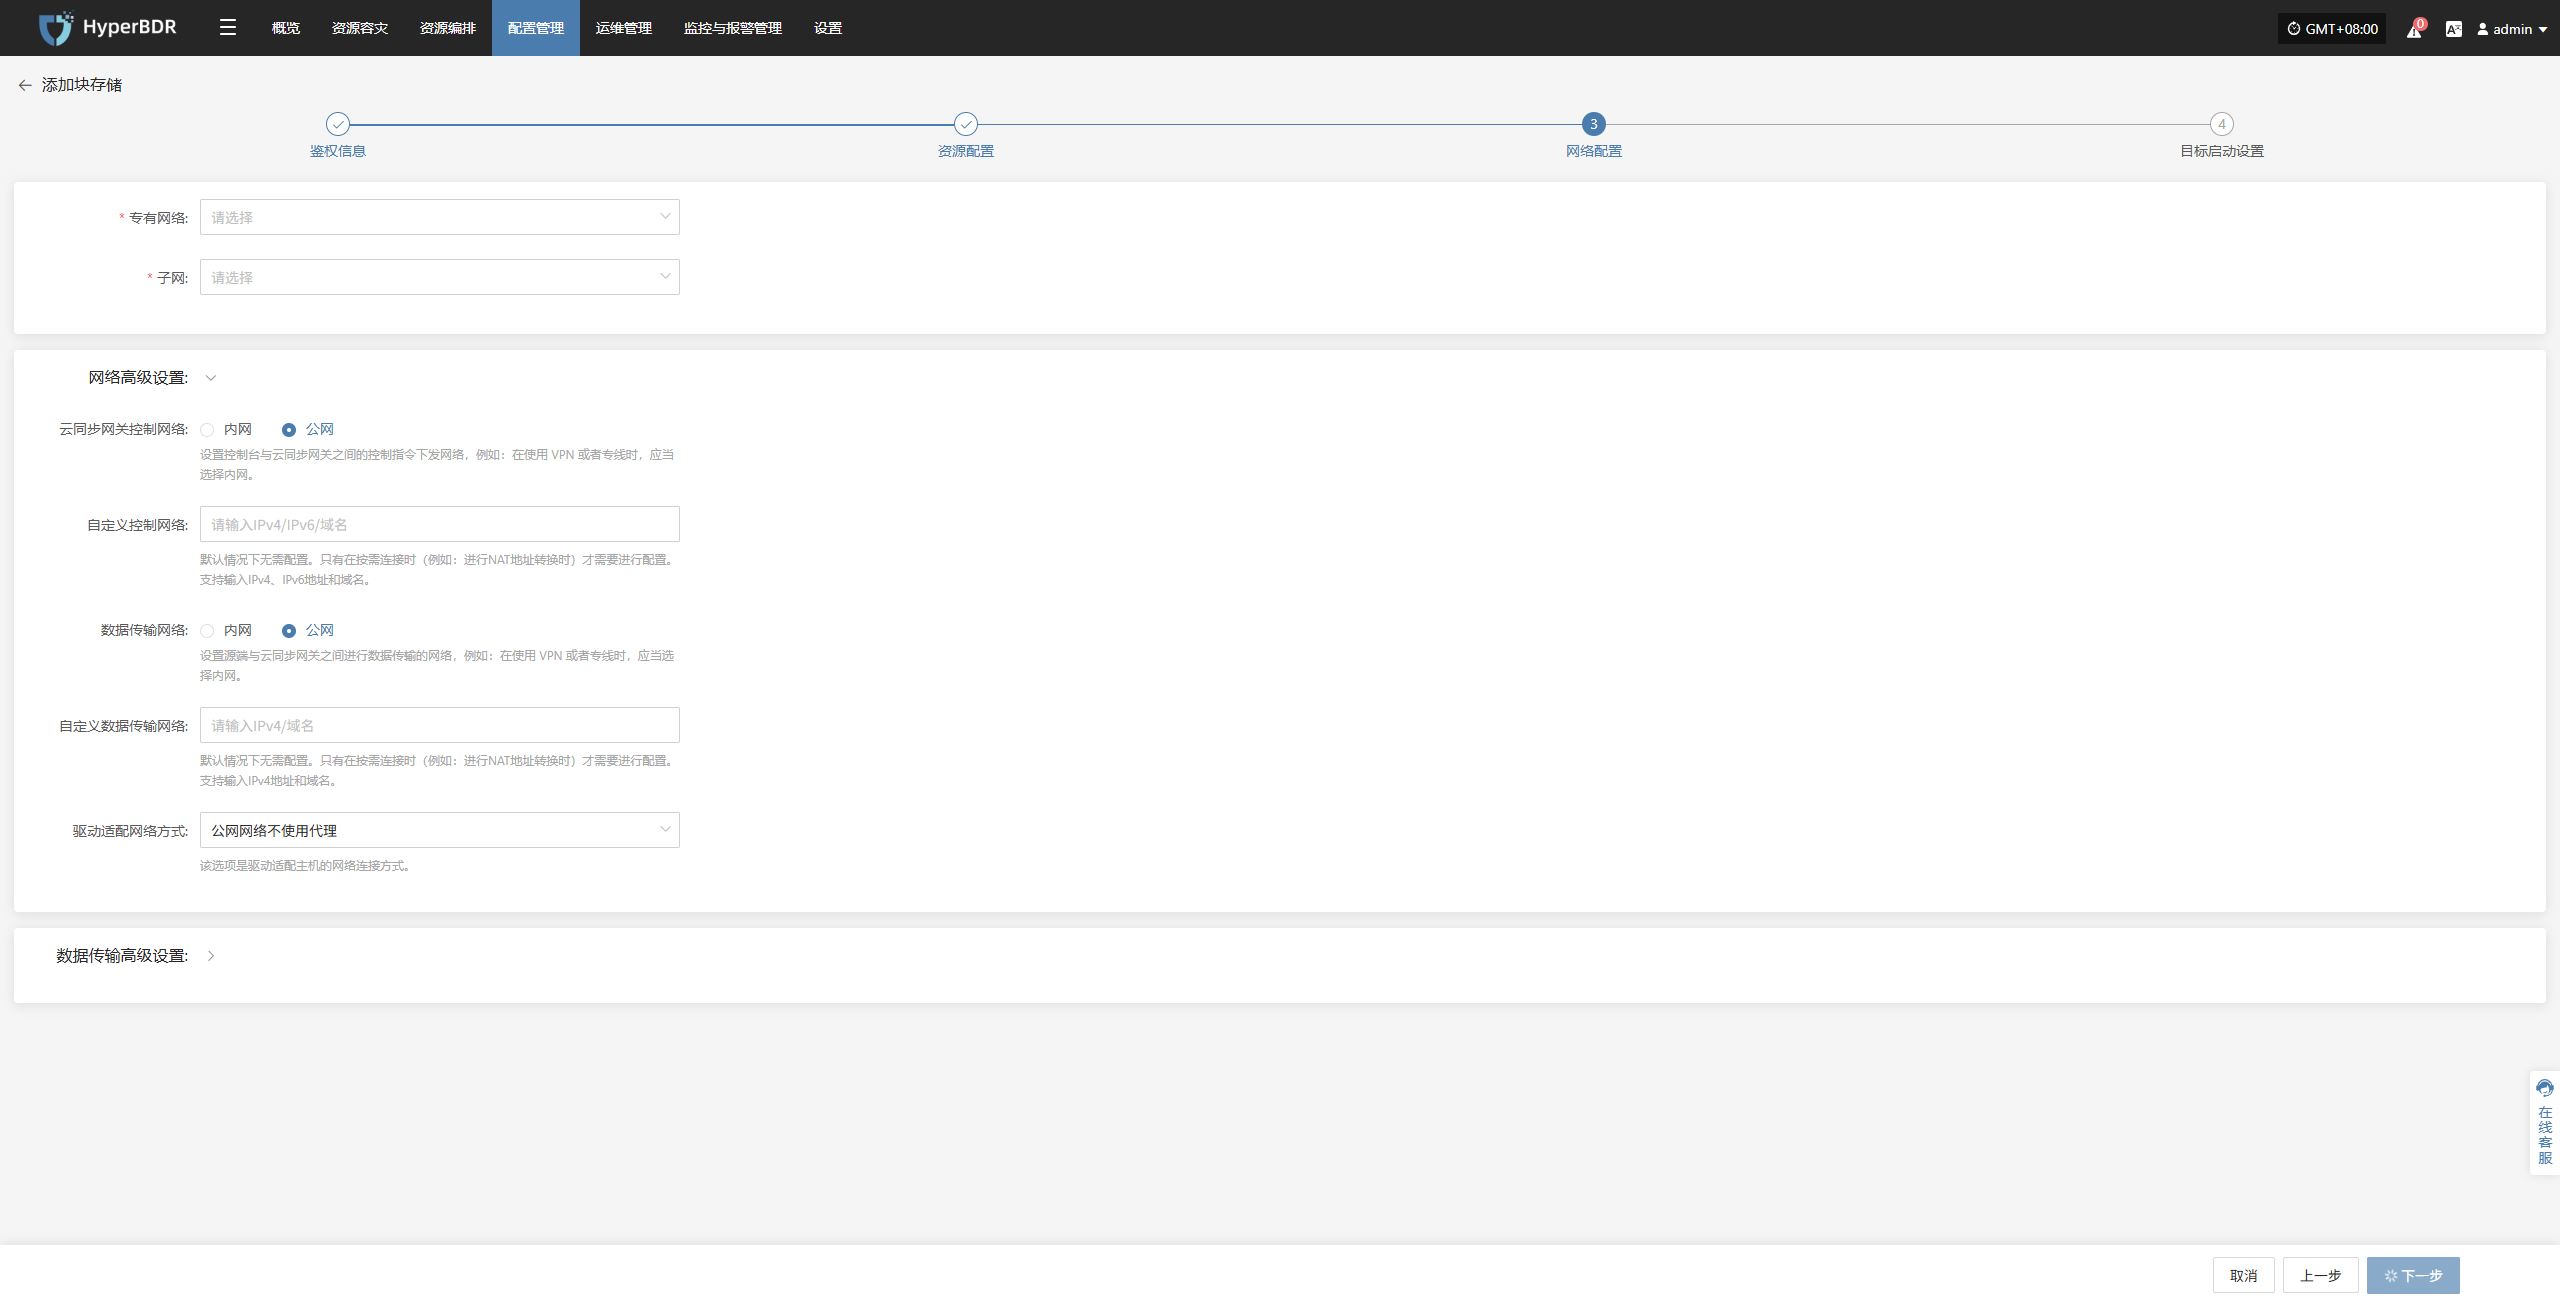 HyperBDR 概览 资源容灾 资源编排 配置管理 运维管理 监控与报警管理 设置 GMT+08:00 0 admin
添加块存储
3 4
鉴权信息 资源配置 网络配置 目标启动设置
* 专有网络: 请选择
* 子网: 请选择
网络高级设置:
云同步网关控制网络: 内网 公网
设置控制台与云同步网关之间的控制指令下发网络，例如：在使用 VPN 或者专线时，应当
选择内网。
自定义控制网络: 请输入IPv4/IPv6/域名
默认情况下无需配置。只有在按需连接时（例如：进行NAT地址转换时）才需要进行配置。
支持输入IPv4、IPv6地址和域名。
数据传输网络: 内网 公网
设置源端与云同步网关之间进行数据传输的网络，例如：在使用 VPN 或者专线时，应当选
择内网。
自定义数据传输网络: 请输入IPv4/域名
默认情况下无需配置。只有在按需连接时（例如：进行NAT地址转换时）才需要进行配置。
支持输入IPv4地址和域名。
驱动适配网络方式: 公网网络不使用代理
该选项是驱动适配主机的网络连接方式。
数据传输高级设置:
在
线
客
服
取消 上一步 下一步